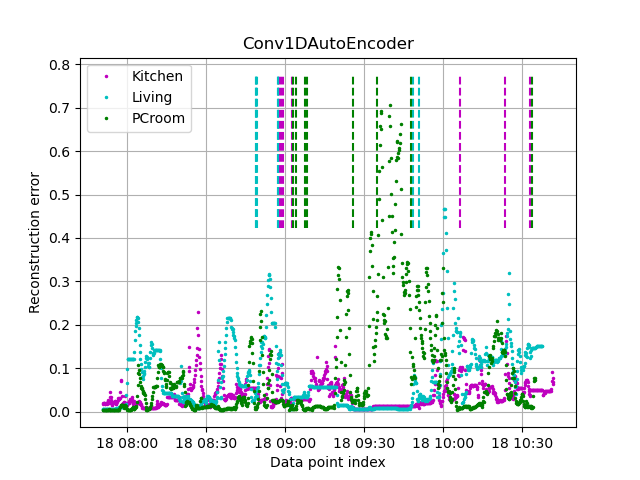 Conv1DAutoEncoder
Kitchen
Living
PCroom
Reconstruction error
0.8
0.7
0.6
0.5
0.4
0.3
0.2
0.1
0.0
18 08:00 18 08:30 18 09:00 18 09:30 18 10:00 18 10:30
Data point index